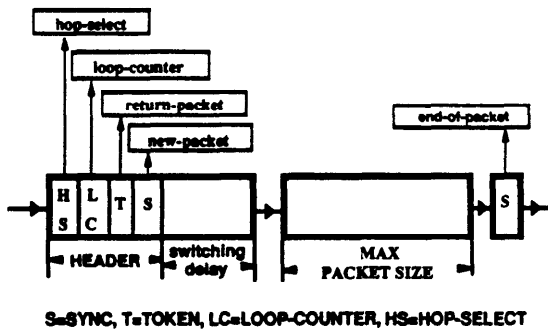 hop-select
loop-counter
return-packet
new-packet
end-of-packet
H S
L C
T
S
S
HEADER
switching delay
MAX
PACKET SIZE
S=SYNC, T=TOKEN, LC=LOOP-COUNTER, HS=HOP-SELECT